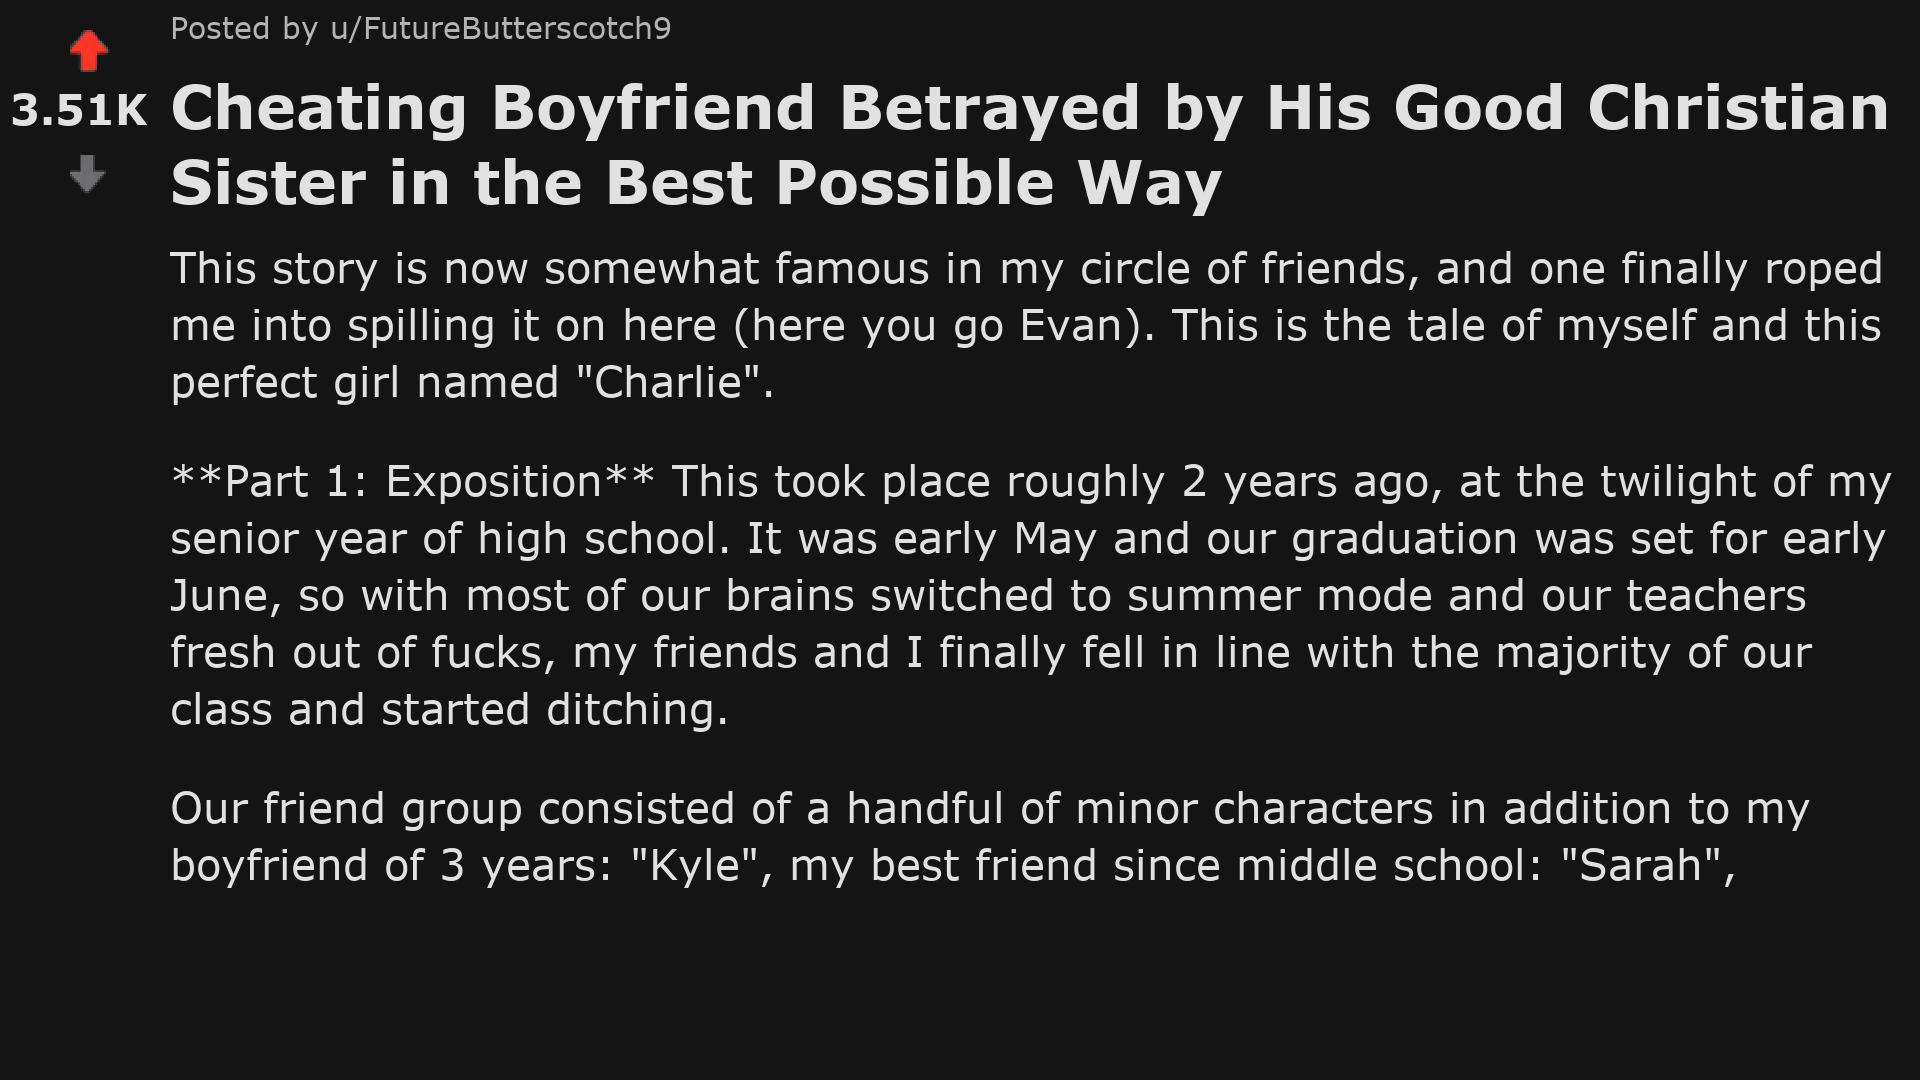 Posted by u/FutureButterscotch9
3.51K
Cheating Boyfriend Betrayed by His Good Christian
Sister in the Best Possible Way
This story is now somewhat famous in my circle of friends, and one finally roped
me into spilling it on here (here you go Evan). This is the tale of myself and this
perfect girl named "Charlie".
**Part 1: Exposition** This took place roughly 2 years ago, at the twilight of my
senior year of high school. It was early May and our graduation was set for early
June, so with most of our brains switched to summer mode and our teachers
fresh out of fucks, my friends and I finally fell in line with the majority of our
class and started ditching.
Our friend group consisted of a handful of minor characters in addition to my
boyfriend of 3 years: "Kyle", my best friend since middle school: "Sarah",